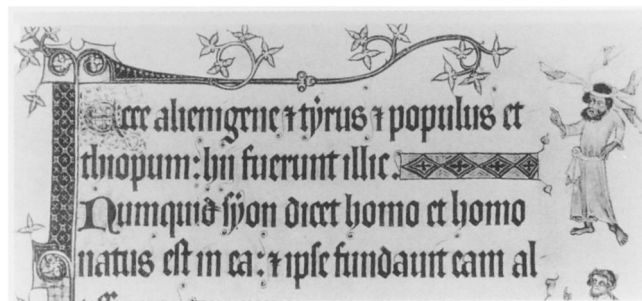 Ecce alienigene ⁊ tyrus ⁊ populus et
thiopum: hii fuerunt illic.
Numquid syon dicet homo et homo
natus est in ea: ⁊ ipse fundauit eam al